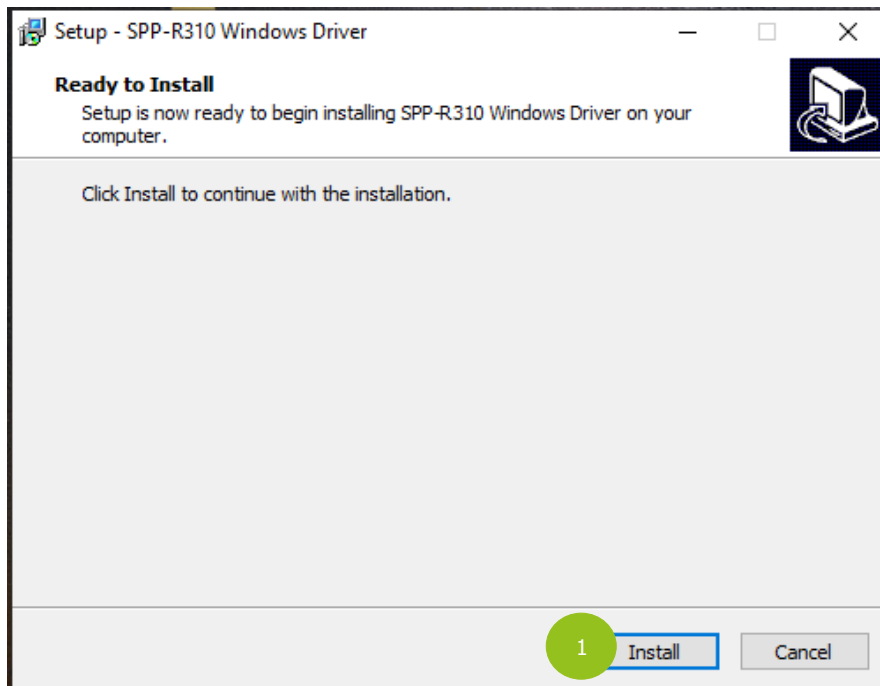 Setup - SPP-R310 Windows Driver
Ready to Install
Setup is now ready to begin installing SPP-R310 Windows Driver on your
computer.
Click Install to continue with the installation.
1
Install
Cancel